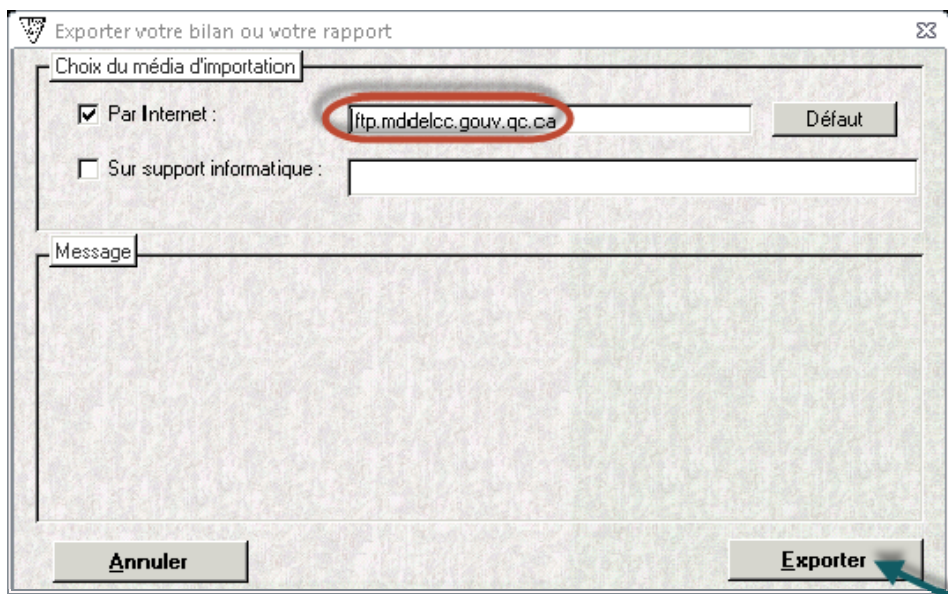 Exporter votre bilan ou votre rapport
Choix du média d'importation
Par Internet :
ftp.mddelcc.gouv.qc.ca
Défaut
Sur support informatique :
Message
Annuler
Exporter